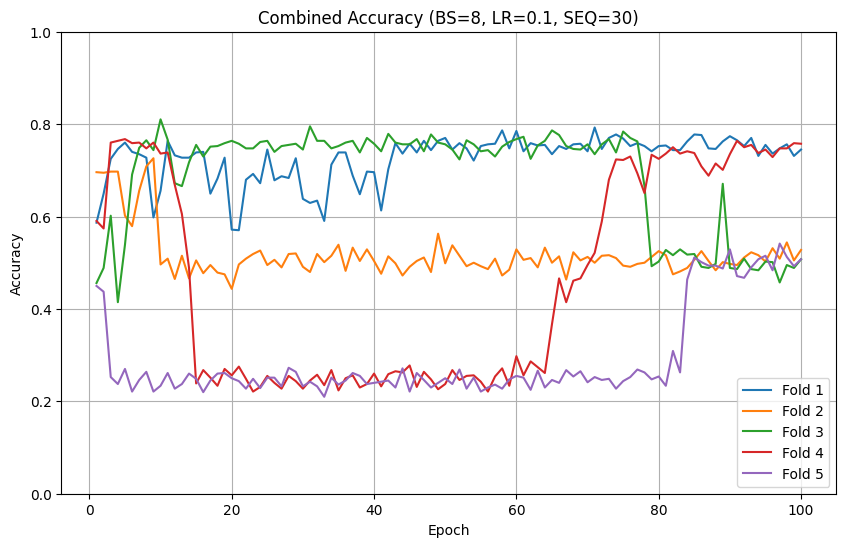 Combined Accuracy (BS=8, LR=0.1, SEQ=30)
1.0
0.8
0.6
0.4
0.2
0.0
Accuracy
0
20
40
60
80
100
Epoch
Fold 1
Fold 2
Fold 3
Fold 4
Fold 5